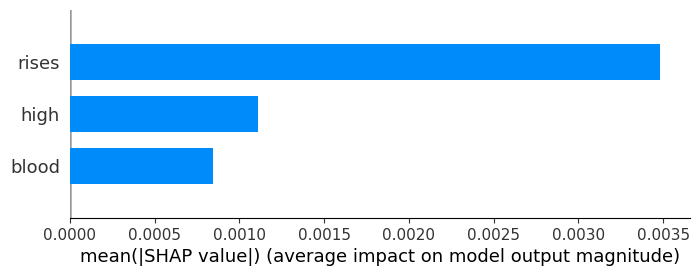 rises
high
blood
0.0000 0.0005 0.0010 0.0015 0.0020 0.0025 0.0030 0.0035
mean(|SHAP value|) (average impact on model output magnitude)